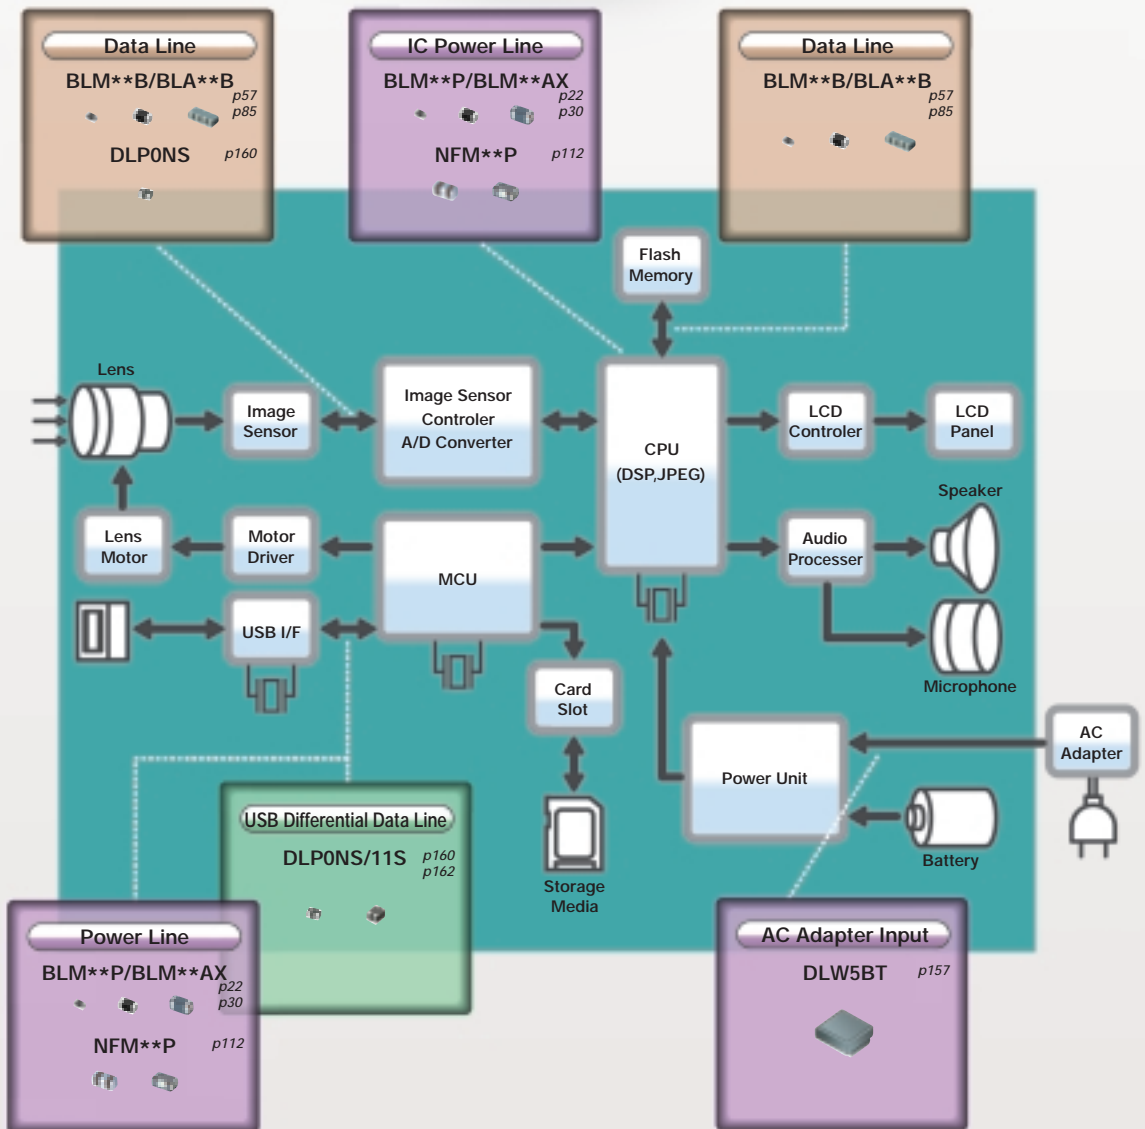 Data Line
BLM**B/BLA**B
p57
p85
DLP0NS p160
IC Power Line
BLM**P/BLM**AX
p22
p30
NFM**P p112
Data Line
BLM**B/BLA**B
p57
p85
Flash
Memory
Lens
Image
Sensor
Image Sensor
Controler
A/D Converter
CPU
(DSP,JPEG)
LCD
Controler
LCD
Panel
Speaker
Lens
Motor
Motor
Driver
MCU
Audio
Processer
USB I/F
Microphone
Card
Slot
AC
Adapter
Power Unit
Battery
Storage
Media
USB Differential Data Line
DLP0NS/11S p160
p162
Power Line
BLM**P/BLM**AX
p22
p30
NFM**P p112
AC Adapter Input
DLW5BT p157